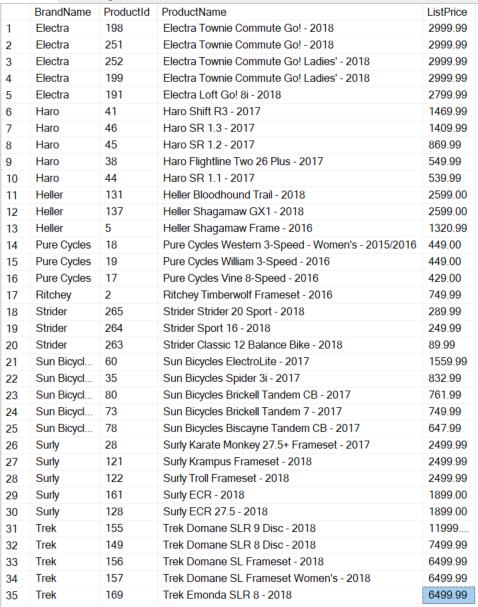 BrandName ProductId ProductName ListPrice
1 Electra 198 Electra Townie Commute Go! - 2018 2999.99
2 Electra 251 Electra Townie Commute Go! - 2018 2999.99
3 Electra 252 Electra Townie Commute Go! Ladies' - 2018 2999.99
4 Electra 199 Electra Townie Commute Go! Ladies' - 2018 2999.99
5 Electra 191 Electra Loft Go! 8i - 2018 2799.99
6 Haro 41 Haro Shift R3 - 2017 1469.99
7 Haro 46 Haro SR 1.3 - 2017 1409.99
8 Haro 45 Haro SR 1.2 - 2017 869.99
9 Haro 38 Haro Flightline Two 26 Plus - 2017 549.99
10 Haro 44 Haro SR 1.1 - 2017 539.99
11 Heller 131 Heller Bloodhound Trail - 2018 2599.00
12 Heller 137 Heller Shagamaw GX1 - 2018 2599.00
13 Heller 5 Heller Shagamaw Frame - 2016 1320.99
14 Pure Cycles 18 Pure Cycles Western 3-Speed - Women's - 2015/2016 449.00
15 Pure Cycles 19 Pure Cycles William 3-Speed - 2016 449.00
16 Pure Cycles 17 Pure Cycles Vine 8-Speed - 2016 429.00
17 Ritchey 2 Ritchey Timberwolf Frameset - 2016 749.99
18 Strider 265 Strider Strider 20 Sport - 2018 289.99
19 Strider 264 Strider Sport 16 - 2018 249.99
20 Strider 263 Strider Classic 12 Balance Bike - 2018 89.99
21 Sun Bicycl... 60 Sun Bicycles ElectroLite - 2017 1559.99
22 Sun Bicycl... 35 Sun Bicycles Spider 3i - 2017 832.99
23 Sun Bicycl... 80 Sun Bicycles Brickell Tandem CB - 2017 761.99
24 Sun Bicycl... 73 Sun Bicycles Brickell Tandem 7 - 2017 749.99
25 Sun Bicycl... 78 Sun Bicycles Biscayne Tandem CB - 2017 647.99
26 Surly 28 Surly Karate Monkey 27.5+ Frameset - 2017 2499.99
27 Surly 121 Surly Krampus Frameset - 2018 2499.99
28 Surly 122 Surly Troll Frameset - 2018 2499.99
29 Surly 161 Surly ECR - 2018 1899.00
30 Surly 128 Surly ECR 27.5 - 2018 1899.00
31 Trek 155 Trek Domane SLR 9 Disc - 2018 11999....
32 Trek 149 Trek Domane SLR 8 Disc - 2018 7499.99
33 Trek 156 Trek Domane SL Frameset - 2018 6499.99
34 Trek 157 Trek Domane SL Frameset Women's - 2018 6499.99
35 Trek 169 Trek Emonda SLR 8 - 2018 6499.99